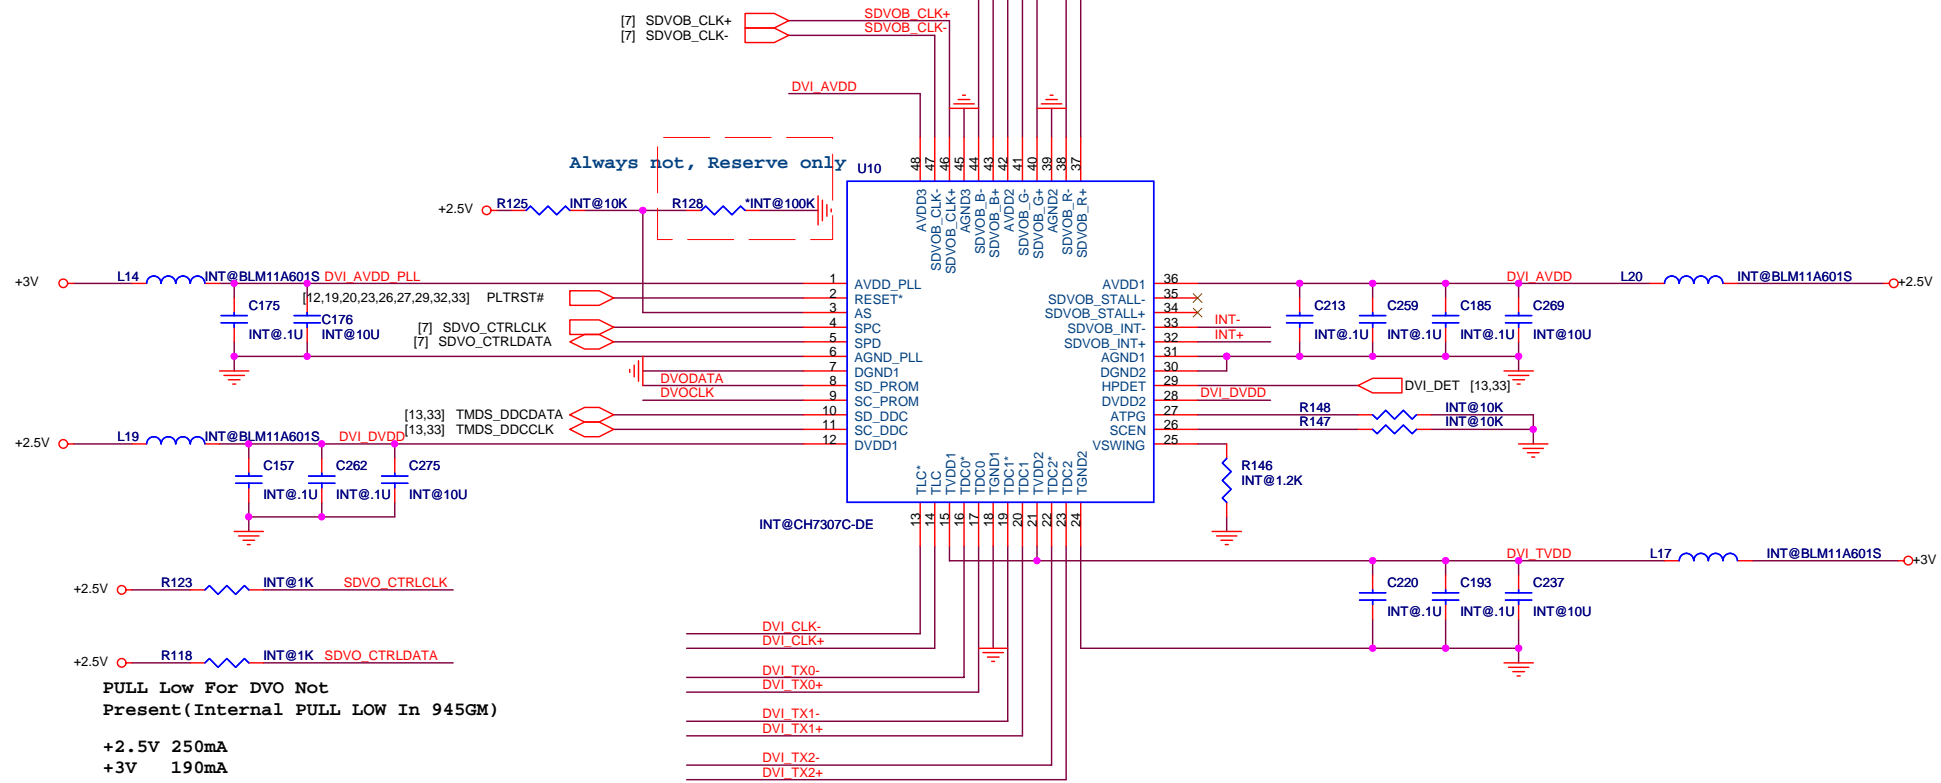 [7] SDVOB_CLK+
[7] SDVOB_CLK-
SDVOB_CLK+
SDVOB_CLK-
DVI_AVDD
Always not, Reserve only
U10
48 47 46 45 44 43 42 41 40 39 38 37
AVDD3
SDVOB_CLK-
SDVOB_CLK+
AGND3
SDVOB_B-
SDVOB_B+
AVDD2
SDVOB_G-
SDVOB_G+
AGND2
SDVOB_R-
SDVOB_R+
+2.5V R125 INT@10K R128 *INT@100K
+3V L14 INT@BLM11A601S DVI_AVDD_PLL
C175 INT@.1U
C176 INT@10U
[12,19,20,23,26,27,29,32,33] PLTRST#
[7] SDVO_CTRLCLK
[7] SDVO_CTRLDATA
DVODATA
DVOCLK
[13,33] TMDS_DDCDATA
[13,33] TMDS_DDCCLK
+2.5V L19 INT@BLM11A601S DVI_DVDD
C157 INT@.1U
C262 INT@.1U
C275 INT@10U
1 AVDD_PLL
2 RESET*
3 AS
4 SPC
5 SPD
6 AGND_PLL
7 DGND1
8 SD_PROM
9 SC_PROM
10 SD_DDC
11 SC_DDC
12 DVDD1
AVDD1 36
SDVOB_STALL- 35
SDVOB_STALL+ 34
SDVOB_INT- 33 INT-
SDVOB_INT+ 32 INT+
AGND1 31
DGND2 30
HPDET 29
DVDD2 28 DVI_DVDD
ATPG 27
SCEN 26
VSWING 25
DVI_AVDD L20 INT@BLM11A601S +2.5V
C213 INT@.1U
C259 INT@.1U
C185 INT@.1U
C269 INT@10U
DVI_DET [13,33]
R148 INT@10K
R147 INT@10K
R146
INT@1.2K
TLC*
TLC
TVDD1
TDC0*
TDC0
TGND1
TDC1*
TDC1
TVDD2
TDC2*
TDC2
TGND2
13 14 15 16 17 18 19 20 21 22 23 24
INT@CH7307C-DE
DVI_TVDD L17 INT@BLM11A601S +3V
C220 INT@.1U
C193 INT@.1U
C237 INT@10U
+2.5V R123 INT@1K SDVO_CTRLCLK
+2.5V R118 INT@1K SDVO_CTRLDATA
DVI_CLK-
DVI_CLK+
DVI_TX0-
DVI_TX0+
DVI_TX1-
DVI_TX1+
DVI_TX2-
DVI_TX2+
PULL Low For DVO Not
Present(Internal PULL LOW In 945GM)
+2.5V 250mA
+3V 190mA